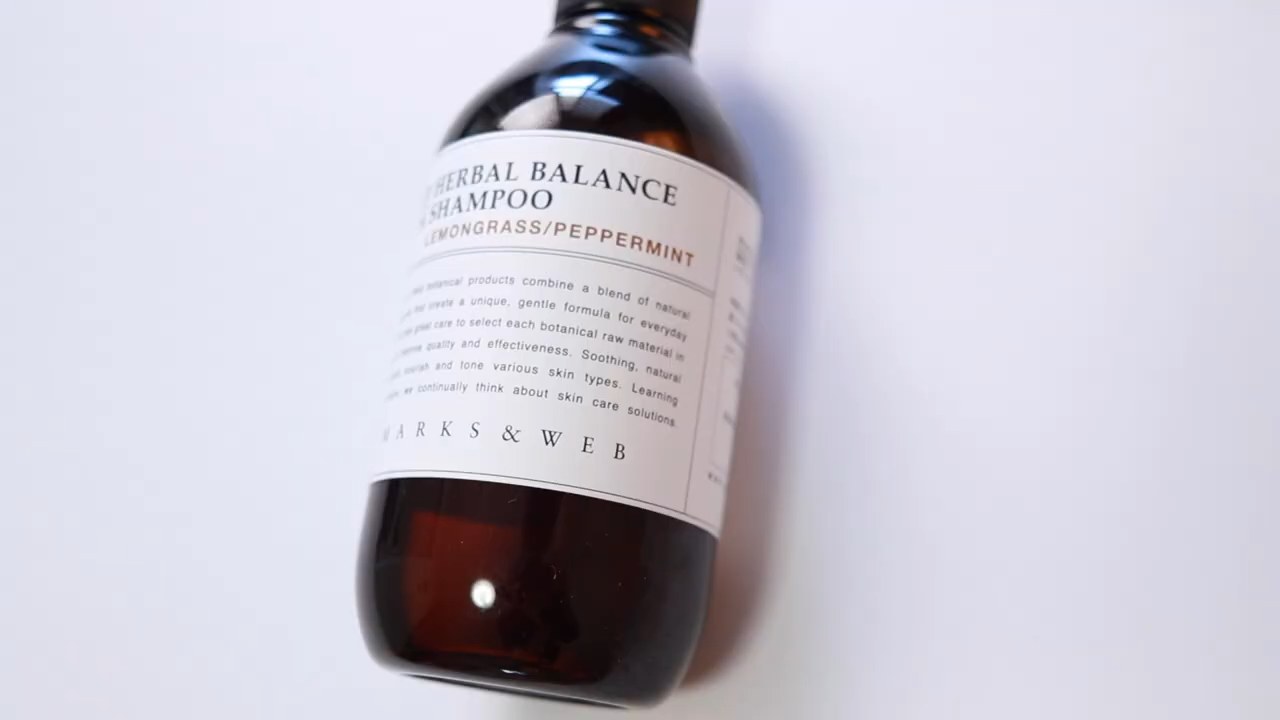 HERBAL BALANCE
SHAMPOO
LEMONGRASS/PEPPERMINT
botanical products combine a blend of natural
that create a unique, gentle formula for everyday
great care to select each botanical raw material in
quality and effectiveness. Soothing, natural
nourish and tone various skin types. Learning
we continually think about skin care solutions.
MARKS & WEB